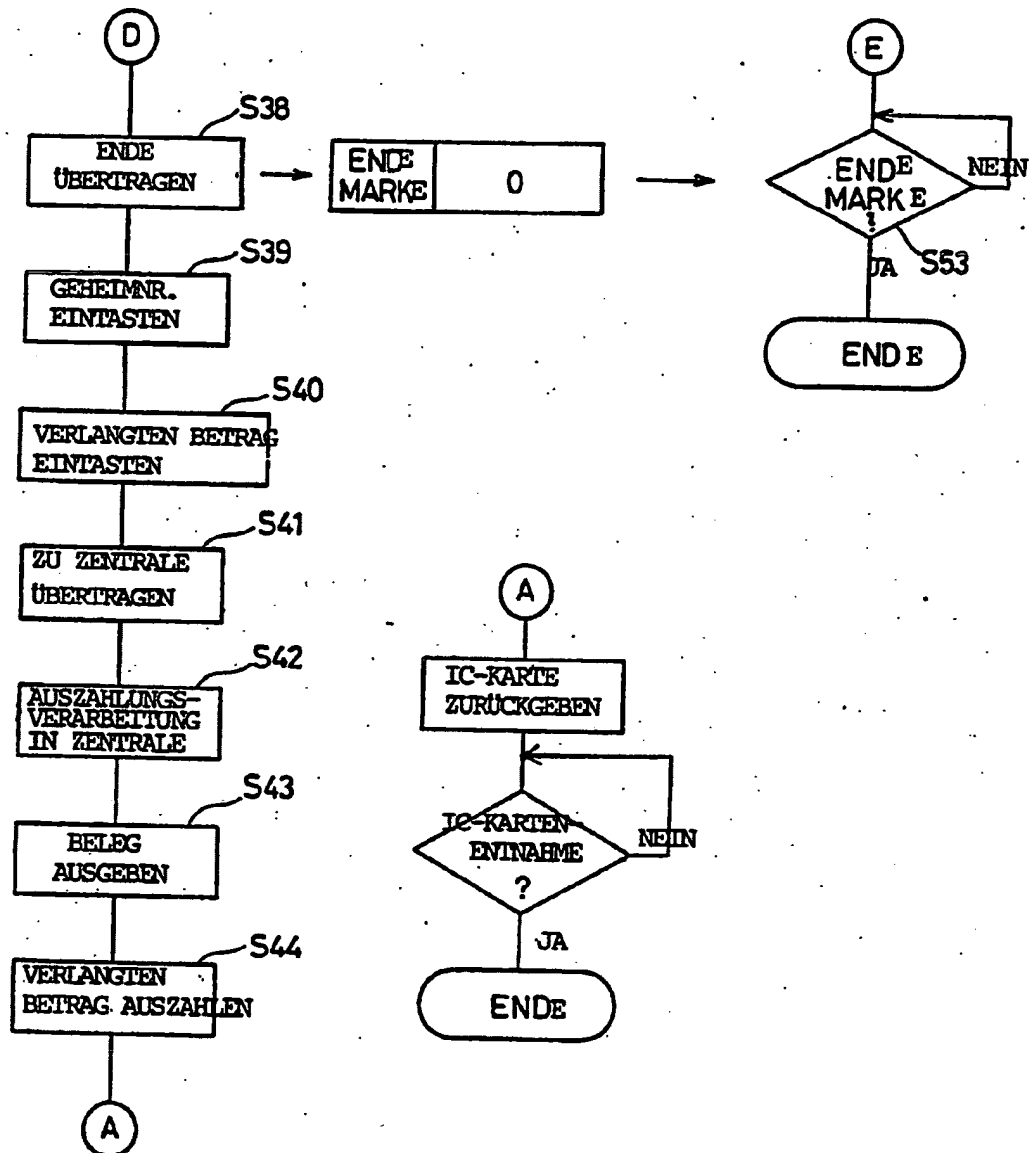 D
S38
ENDE
ÜBERTRAGEN
ENDE
MARKE
0
E
ENDE
MARKE
?
NEIN
JA
S53
ENDE
S39
GEHEIMNR.
EINTASTEN
S40
VERLANGTEN BETRAG
EINTASTEN
S41
ZU ZENTRALE
ÜBERTRAGEN
S42
AUSZAHLUNGS-
VERARBEITUNG
IN ZENTRALE
S43
BELEG
AUSGEBEN
S44
VERLANGTEN
BETRAG AUSZAHLEN
A
A
IC-KARTE
ZURÜCKGEBEN
IC-KARTEN-
ENTNAHME
?
NEIN
JA
ENDE